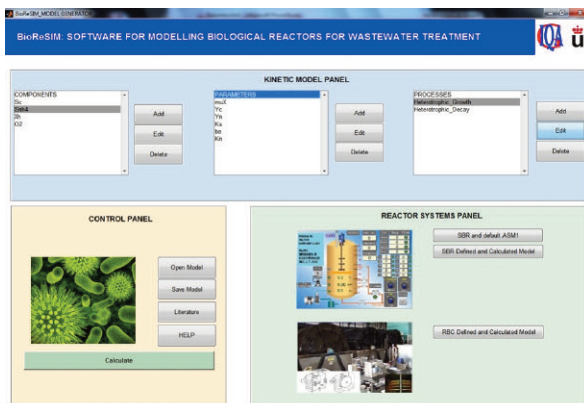 BioReSIM_MODEL GENERATOR
BioReSIM: SOFTWARE FOR MODELLING BIOLOGICAL REACTORS FOR WASTEWATER TREATMENT
KINETIC MODEL PANEL
COMPONENTS
Sc
Snh4
Xh
O2
Add
Edit
Delete
PARAMETERS
muX
Yc
Yn
Ks
bo
Kn
Add
Edit
Delete
PROCESSES
Heterotrophic_Growth
Heterotrophic_Decay
Add
Edit
Delete
CONTROL PANEL
Open Model
Save Model
Literature
HELP
Calculate
REACTOR SYSTEMS PANEL
SBR and default ASM1
SBR Defined and Calculated Model
RBC Defined and Calculated Model